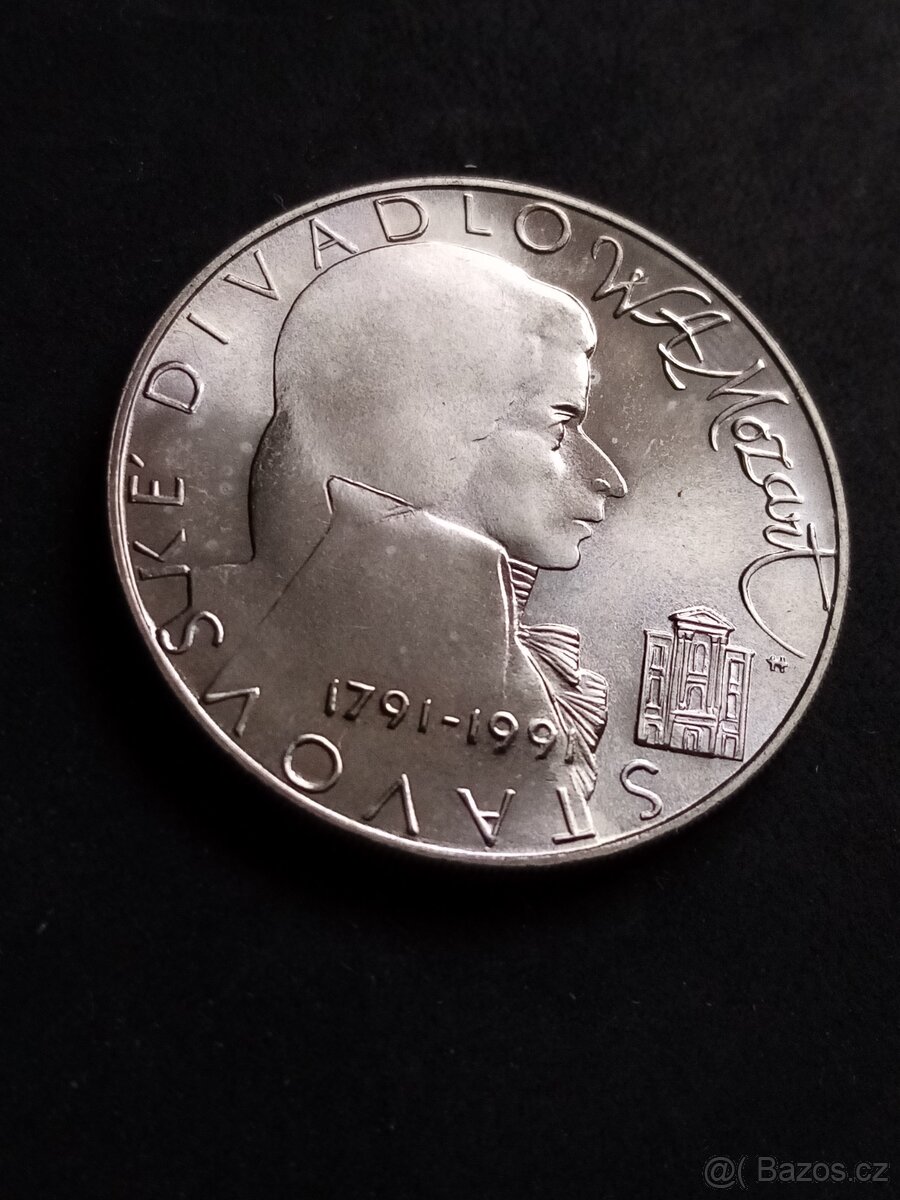 STAVOVSKÉ DIVADLO
W A Mozart
1791-1991
@( Bazos.cz